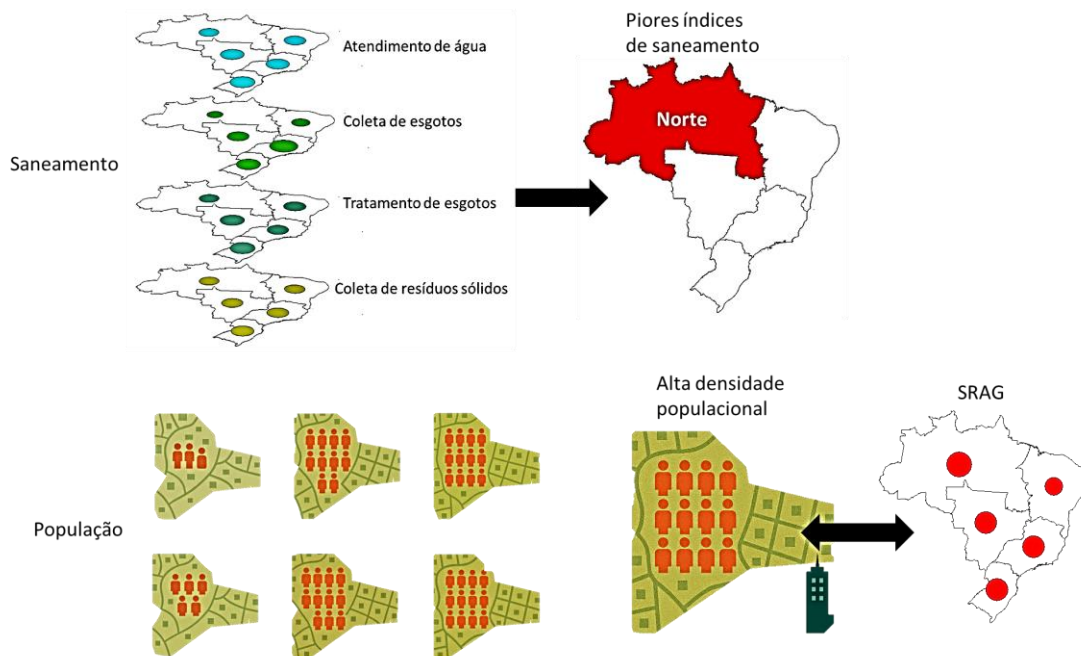 Saneamento
Atendimento de água
Coleta de esgotos
Tratamento de esgotos
Coleta de resíduos sólidos
Piores índices
de saneamento
Norte
População
Alta densidade
populacional
SRAG